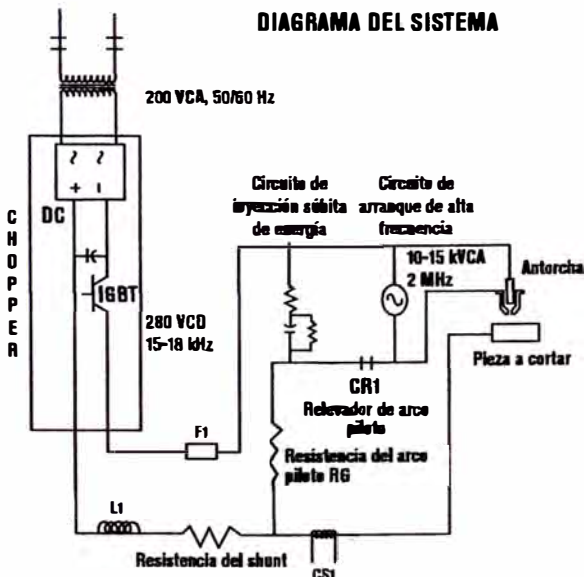 DIAGRAMA DEL SISTEMA
200 VCA, 50/60 Hz
CHOPPER
~ ~
+ -
DC
IGBT
280 VCD
15-18 kHz
Circuito de
inyección súbita
de energía
Circuito de
arranque de alta
frecuencia
10-15 kVCA
2 MHz
Antorcha
Pieza a cortar
CR1
Relevador de arco
piloto
F1
Resistencia del arco
piloto RG
L1
Resistencia del shunt
CS1